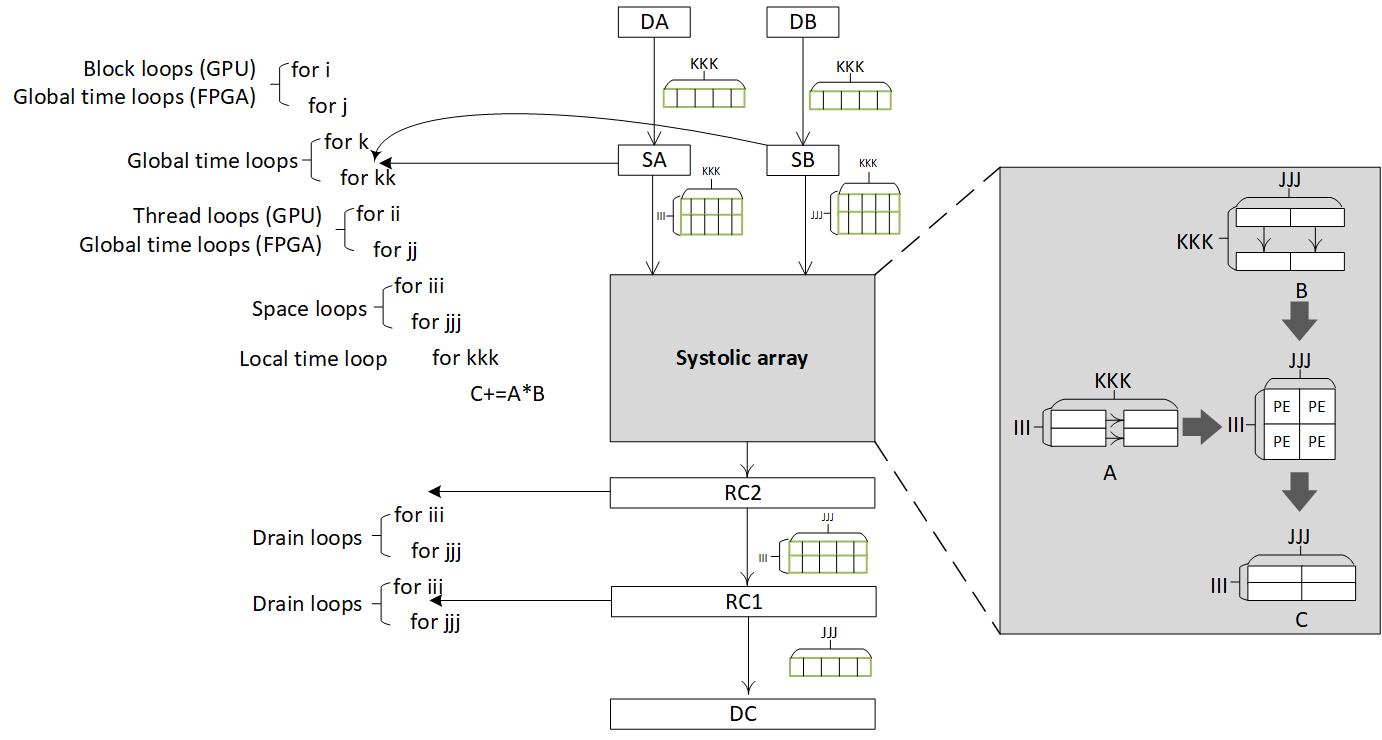 DA
DB
KKK
KKK
Block loops (GPU)
Global time loops (FPGA)
for i
for j
Global time loops
for k
for kk
SA
SB
KKK
III
KKK
JJJ
Thread loops (GPU)
Global time loops (FPGA)
for ii
for jj
Space loops
for iii
for jjj
Local time loop
for kkk
C+=A*B
Systolic array
JJJ
KKK
B
JJJ
KKK
III
A
III
PE
PE
PE
PE
JJJ
III
C
RC2
Drain loops
for iii
for jjj
JJJ
III
Drain loops
for iii
for jjj
RC1
JJJ
DC